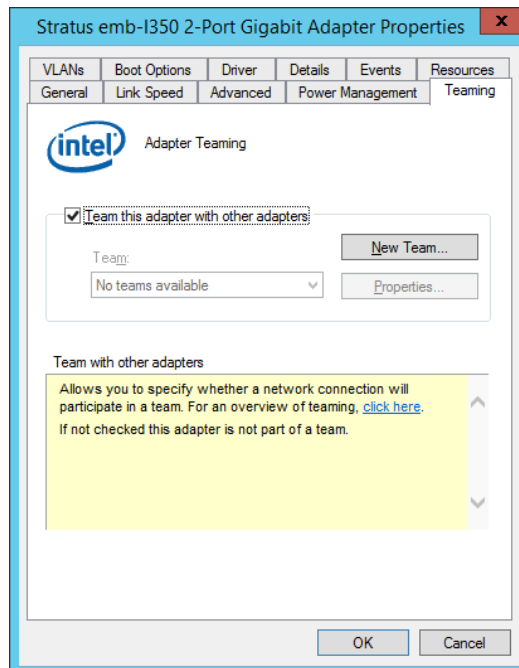 Stratus emb-I350 2-Port Gigabit Adapter Properties x
VLANs Boot Options Driver Details Events Resources
General Link Speed Advanced Power Management Teaming
intel Adapter Teaming
Team this adapter with other adapters
New Team...
Team:
No teams available Properties...
Team with other adapters
Allows you to specify whether a network connection will
participate in a team. For an overview of teaming, click here.
If not checked this adapter is not part of a team.
OK Cancel